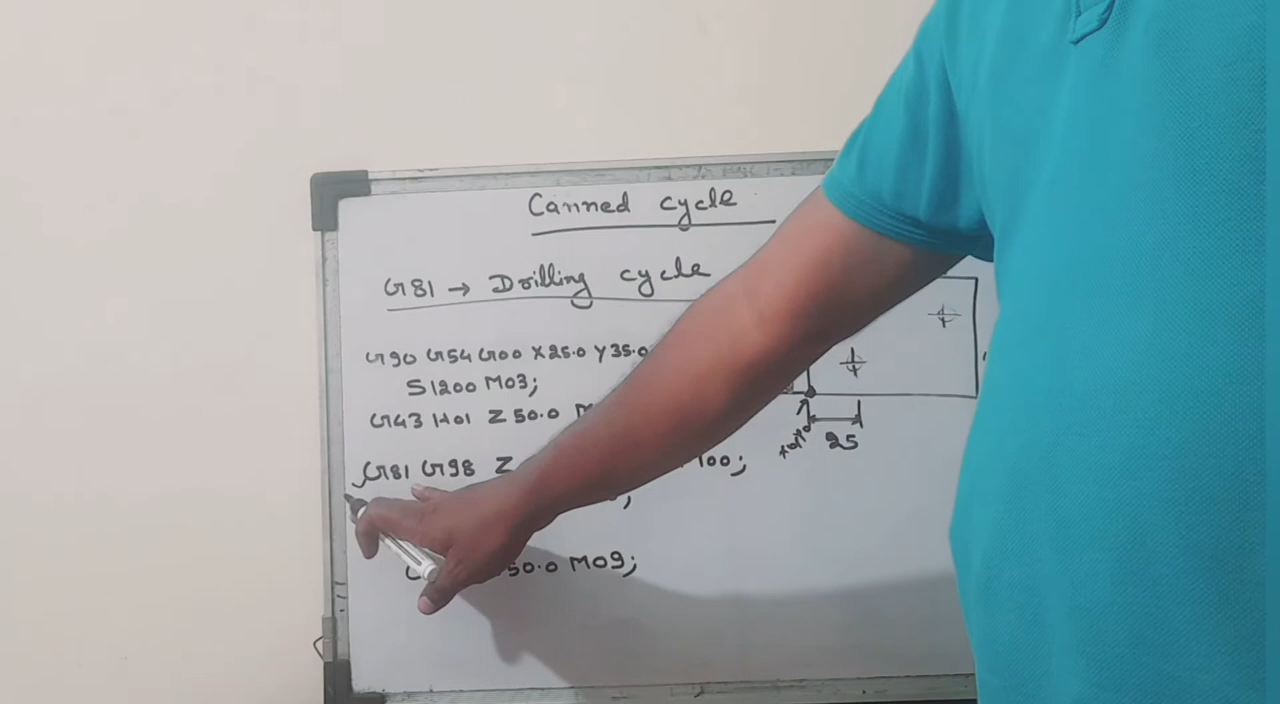 Canned cycle
G81 → Drilling cycle
G90 G54 G00 X25.0 Y35.0
S1200 M03;
G43 H01 Z50.0
G81 G98 Z 100;
;
50.0 M09;
25